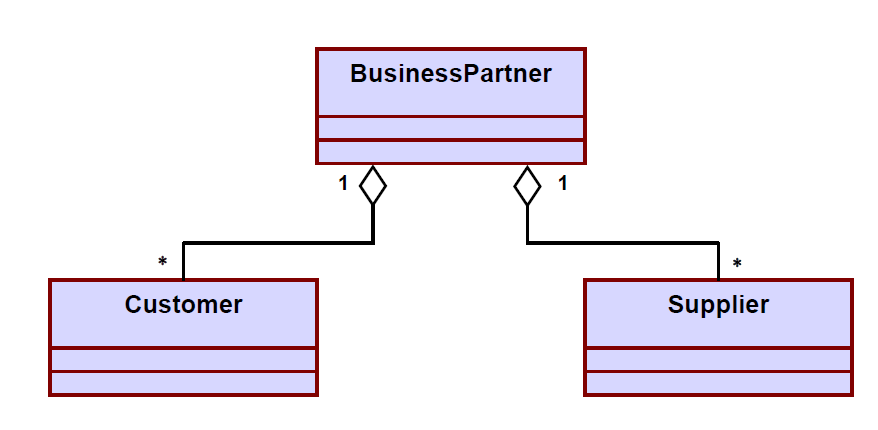 BusinessPartner
1 1
* *
Customer Supplier